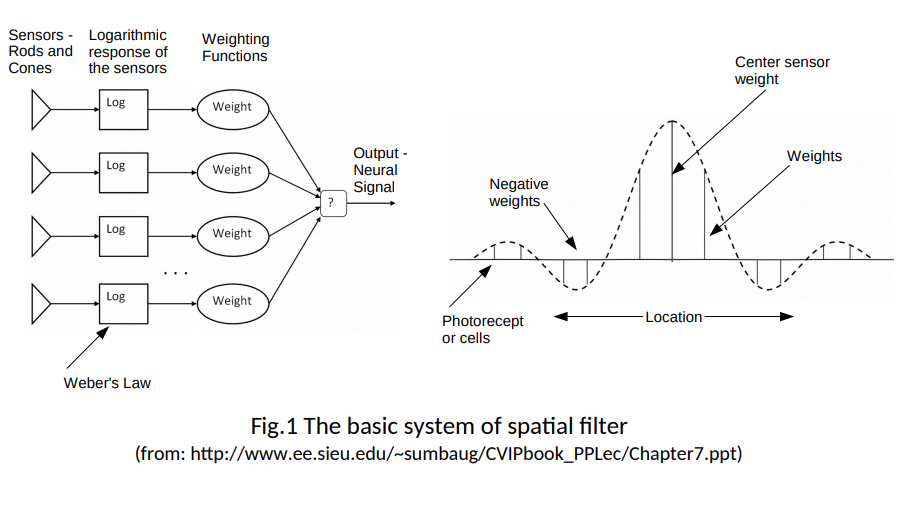 Sensors -
Rods and
Cones
Logarithmic
response of
the sensors
Weighting
Functions
Log
Weight
Log
Weight
Log
Weight
. . .
Log
Weight
?
Output -
Neural
Signal
Weber's Law
Center sensor
weight
Weights
Negative
weights
Photorecept
or cells
Location
Fig.1 The basic system of spatial filter
(from: http://www.ee.sieu.edu/~sumbaug/CVIPbook_PPLec/Chapter7.ppt)